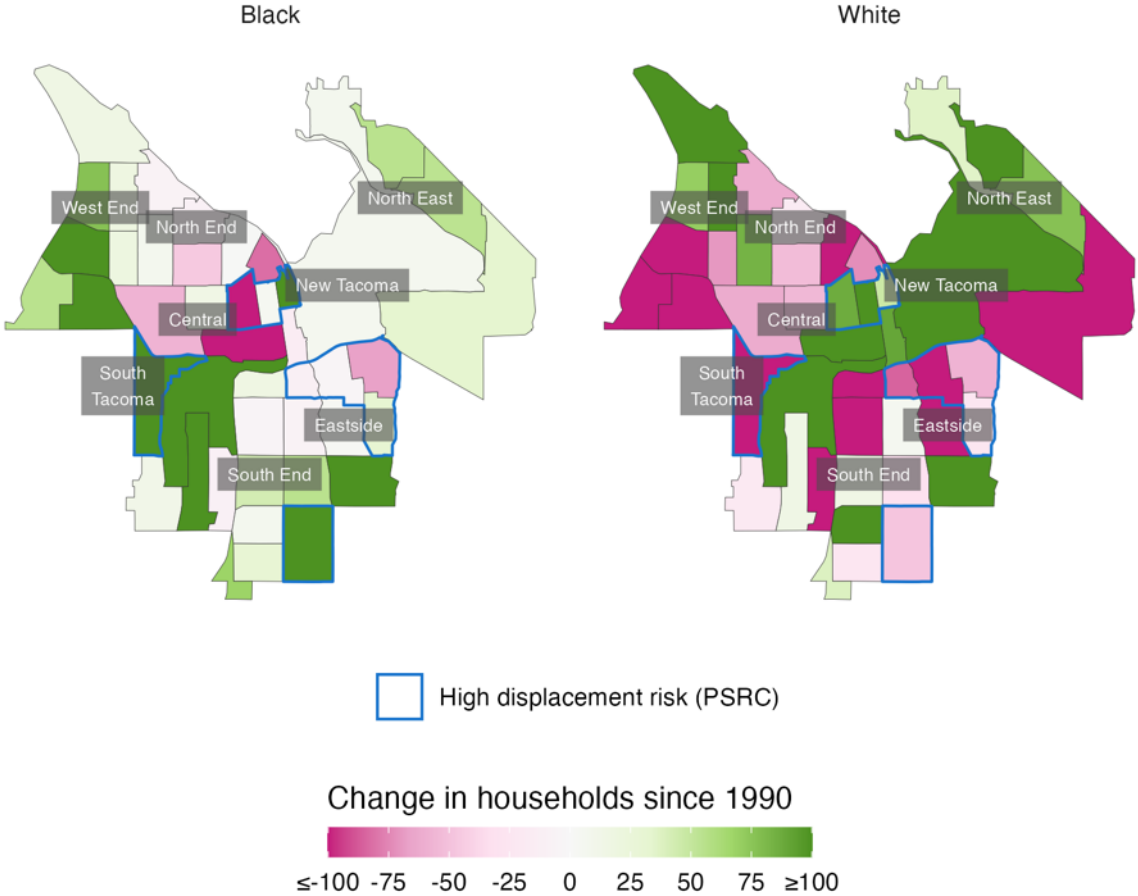 Black
White
West End
North End
North East
New Tacoma
Central
South
Tacoma
Eastside
South End
West End
North End
North East
New Tacoma
Central
South
Tacoma
Eastside
South End
High displacement risk (PSRC)
Change in households since 1990
≤-100 -75 -50 -25 0 25 50 75 ≥100